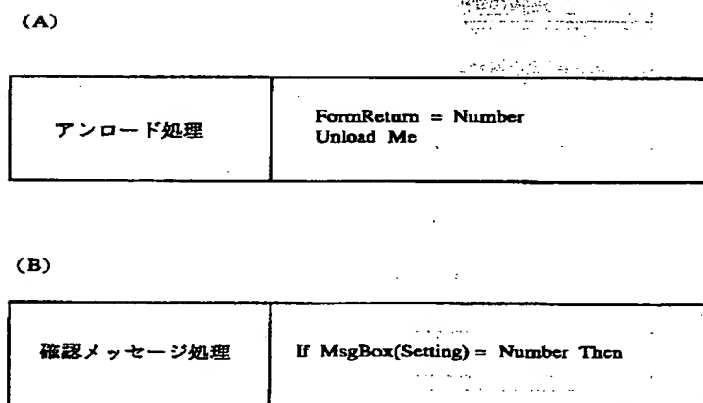 (A)
アンロード処理
FormReturn = Number
Unload Me
(B)
確認メッセージ処理
If MsgBox(Setting) = Number Then